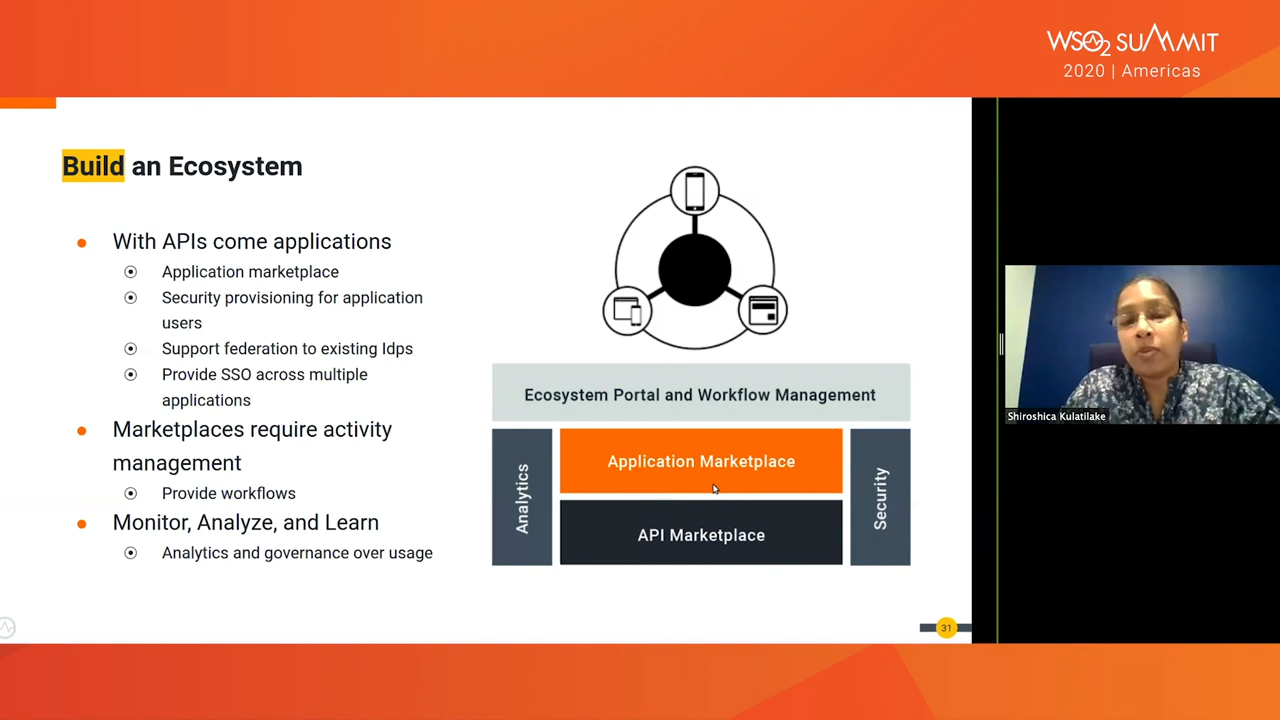 WSO2 SUMMIT
2020 | Americas
Build an Ecosystem
With APIs come applications
Application marketplace
Security provisioning for application
users
Support federation to existing Idps
Provide SSO across multiple
applications
Marketplaces require activity
management
Provide workflows
Monitor, Analyze, and Learn
Analytics and governance over usage
Ecosystem Portal and Workflow Management
Analytics
Application Marketplace
API Marketplace
Security
31
Shiroshica Kulatilake